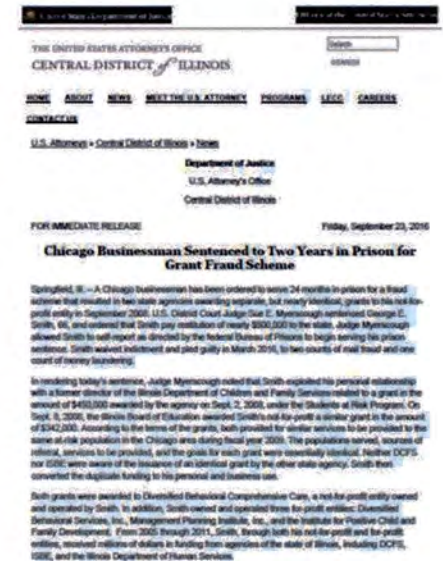 THE UNITED STATES ATTORNEY'S OFFICE
CENTRAL DISTRICT of ILLINOIS
Search
HOME ABOUT NEWS MEET THE U.S. ATTORNEY PROGRAMS LECC CAREERS
U.S. Attorneys » Central District of Illinois » News
Department of Justice
U.S. Attorney's Office
Central District of Illinois
FOR IMMEDIATE RELEASE
Friday, September 23, 2016
Chicago Businessman Sentenced to Two Years in Prison for
Grant Fraud Scheme
Springfield, Ill. – A Chicago businessman has been ordered to serve 24 months in prison for a fraud
scheme that resulted in two state agencies awarding separate, but nearly identical, grants to his not-for-
profit entity in September 2008. U.S. District Court Judge Sue E. Myerscough sentenced George E.
Smith, 66, and ordered that Smith pay restitution of nearly $500,000 to the state. Judge Myerscough
allowed Smith to self-report as directed by the federal Bureau of Prisons to begin serving his prison
sentence. Smith waived indictment and pled guilty in March 2016, to two counts of mail fraud and one
count of money laundering.
In rendering today's sentence, Judge Myerscough noted that Smith exploited his personal relationship
with a former director of the Illinois Department of Children and Family Services related to a grant in the
amount of $450,000 awarded by the agency on Sept. 2, 2008, under the Students at Risk Program. On
Sept. 8, 2008, the Illinois Board of Education awarded Smith's not-for-profit a similar grant in the amount
of $342,000. According to the terms of the grants, both provided for similar services to be provided to the
same at-risk population in the Chicago area during fiscal year 2009. The populations served, sources of
referral, services to be provided, and the goals for each grant were essentially identical. Neither DCFS
nor ISBE were aware of the issuance of an identical grant by the other state agency. Smith then
converted the duplicate funding to his personal and business use.
Both grants were awarded to Diversified Behavioral Comprehensive Care, a not-for-profit entity owned
and operated by Smith. In addition, Smith owned and operated three for-profit entities: Diversified
Behavioral Services, Inc., Management Planning Institute, Inc., and the Institute for Positive Child and
Family Development. From 2005 through 2011, Smith, through both his not-for-profit and for-profit
entities, received millions of dollars in funding from agencies of the state of Illinois, including DCFS,
ISBE, and the Illinois Department of Human Services.